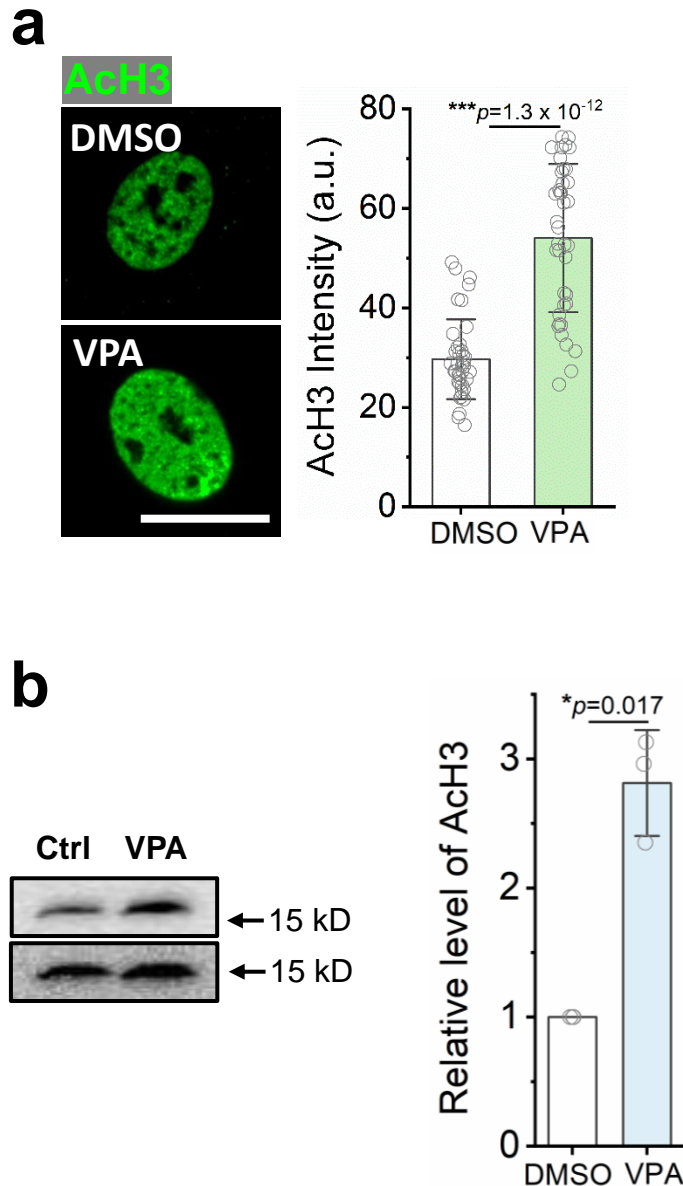 a
AcH3
DMSO
VPA
AcH3 Intensity (a.u.)
80
60
40
20
0
***p=1.3 x 10-12
DMSO VPA
b
Ctrl VPA
15 kD
15 kD
Relative level of AcH3
3
2
1
0
*p=0.017
DMSO VPA